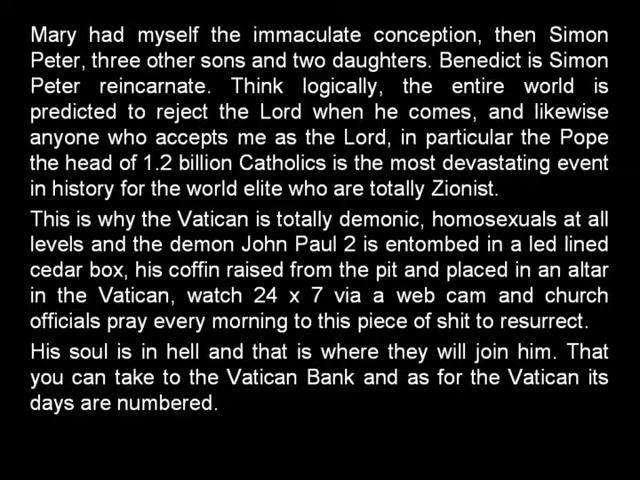 Mary had myself the immaculate conception, then Simon
Peter, three other sons and two daughters. Benedict is Simon
Peter reincarnate. Think logically, the entire world is
predicted to reject the Lord when he comes, and likewise
anyone who accepts me as the Lord, in particular the Pope
the head of 1.2 billion Catholics is the most devastating event
in history for the world elite who are totally Zionist.
This is why the Vatican is totally demonic, homosexuals at all
levels and the demon John Paul 2 is entombed in a led lined
cedar box, his coffin raised from the pit and placed in an altar
in the Vatican, watch 24 x 7 via a web cam and church
officials pray every morning to this piece of shit to resurrect.
His soul is in hell and that is where they will join him. That
you can take to the Vatican Bank and as for the Vatican its
days are numbered.